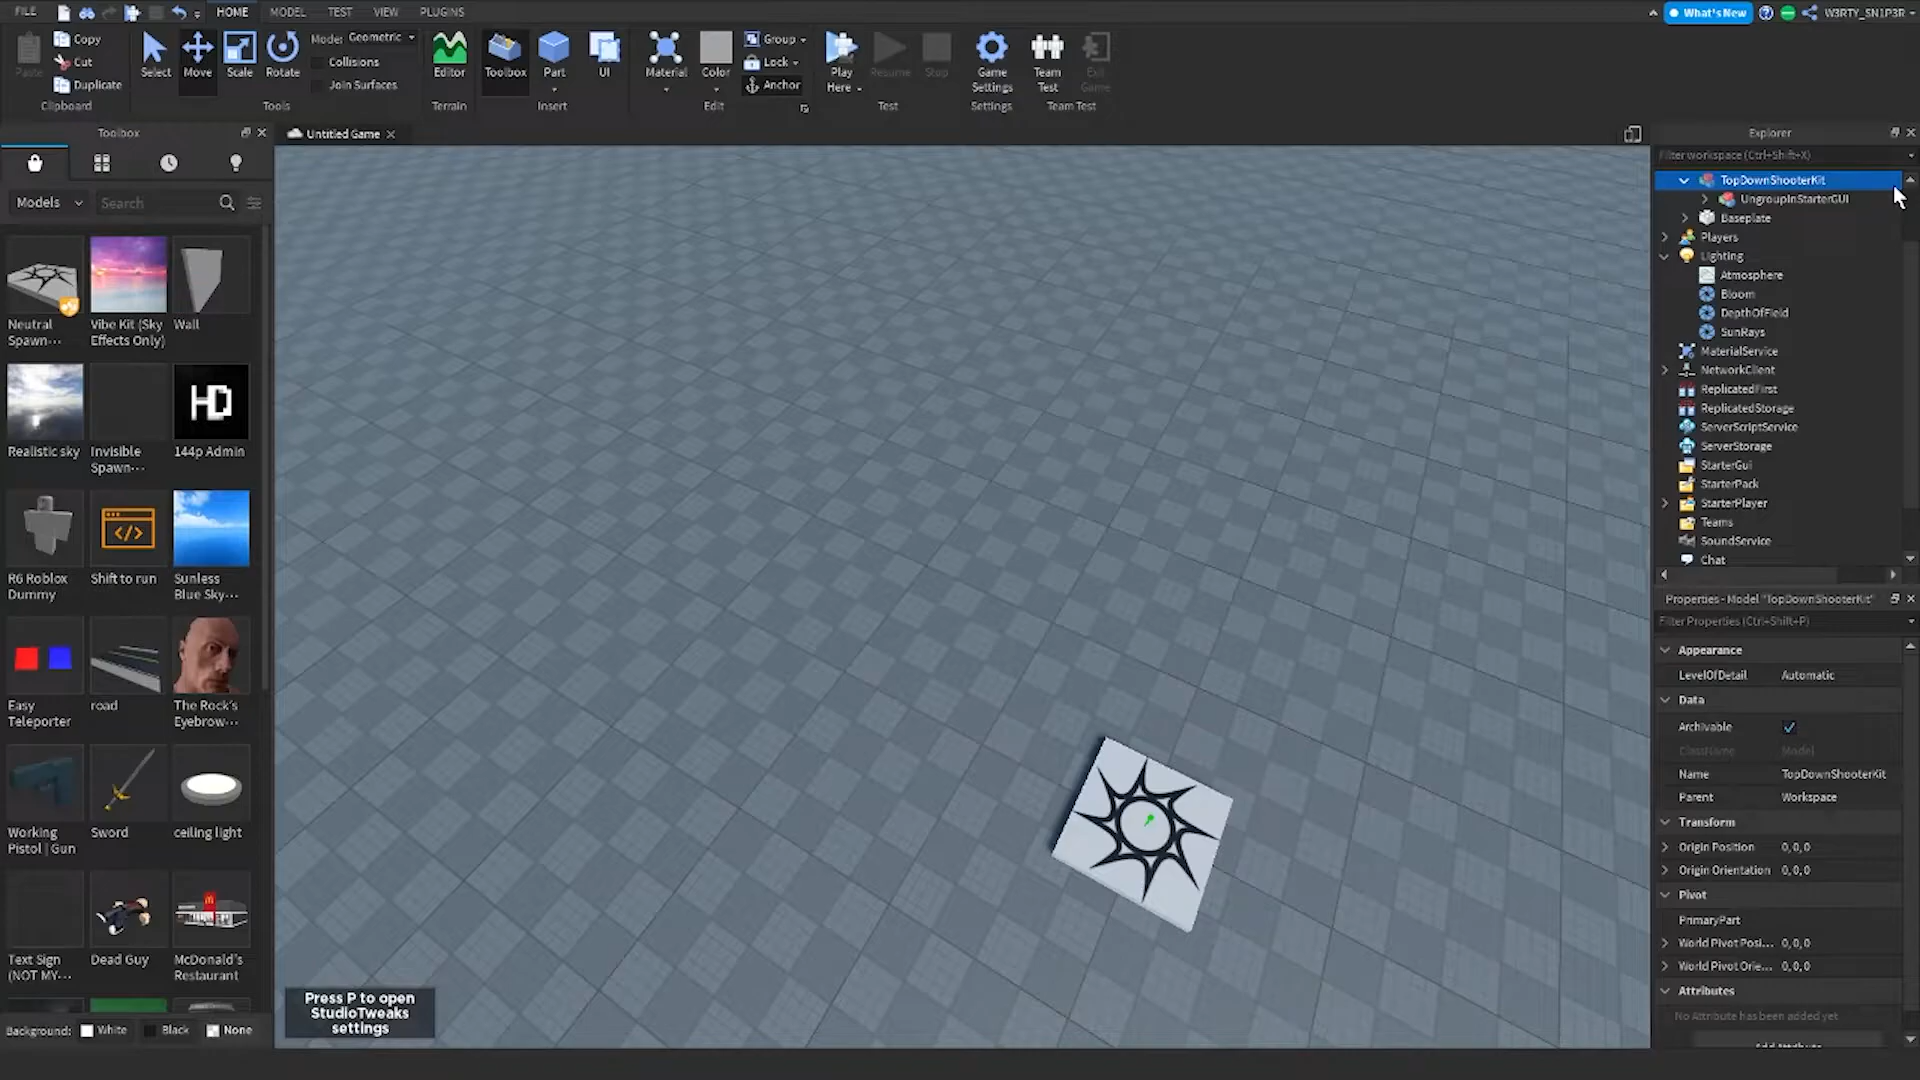 FILE HOME MODEL TEST VIEW PLUGINS What's New W3RTY_SN1P3R
Copy
Cut
Duplicate
Paste
Clipboard
Select Move Scale Rotate
Mode: Geometric
Collisions
Join Surfaces
Tools
Editor
Terrain
Toolbox Part UI
Insert
Material Color
Group
Lock
Anchor
Edit
Play Here Resume Stop
Test
Game Settings
Settings
Team Test
Exit Game
Team Test
Toolbox
Models Search
Neutral Spawn...
Vibe Kit (Sky Effects Only)
Wall
Realistic sky
Invisible Spawn...
HD
144p Admin
R6 Roblox Dummy
Shift to run
Sunless Blue Sky...
Easy Teleporter
road
The Rock's Eyebrow...
Working Pistol | Gun
Sword
ceiling light
Text Sign (NOT MY...
Dead Guy
McDonald's Restaurant
Background: White Black None
Untitled Game
Press P to open
StudioTweaks
settings
Explorer
Filter workspace (Ctrl+Shift+X)
TopDownShooterKit
UngroupInStarterGUI
Baseplate
Players
Lighting
Atmosphere
Bloom
DepthOfField
SunRays
MaterialService
NetworkClient
ReplicatedFirst
ReplicatedStorage
ServerScriptService
ServerStorage
StarterGui
StarterPack
StarterPlayer
Teams
SoundService
Chat
Properties - Model "TopDownShooterKit"
Filter Properties (Ctrl+Shift+P)
Appearance
LevelOfDetail Automatic
Data
Archivable
ClassName Model
Name TopDownShooterKit
Parent Workspace
Transform
Origin Position 0,0,0
Origin Orientation 0,0,0
Pivot
PrimaryPart
World Pivot Posi... 0,0,0
World Pivot Orie... 0,0,0
Attributes
No Attribute has been added yet
Add Attribute